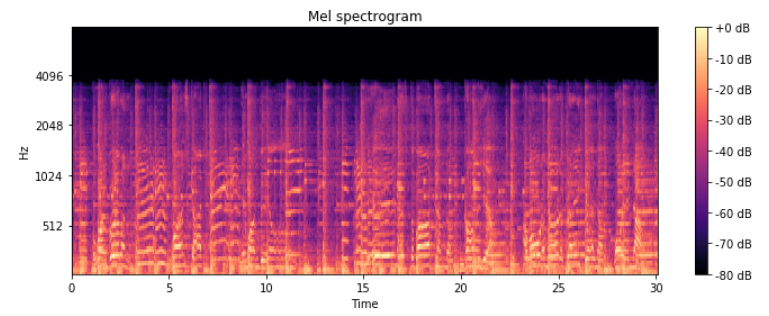 Mel spectrogram
+0 dB
4096
-10 dB
-20 dB
2048
-30 dB
Hz
1024
-40 dB
-50 dB
512
-60 dB
-70 dB
-80 dB
0 5 10 15 20 25 30
Time